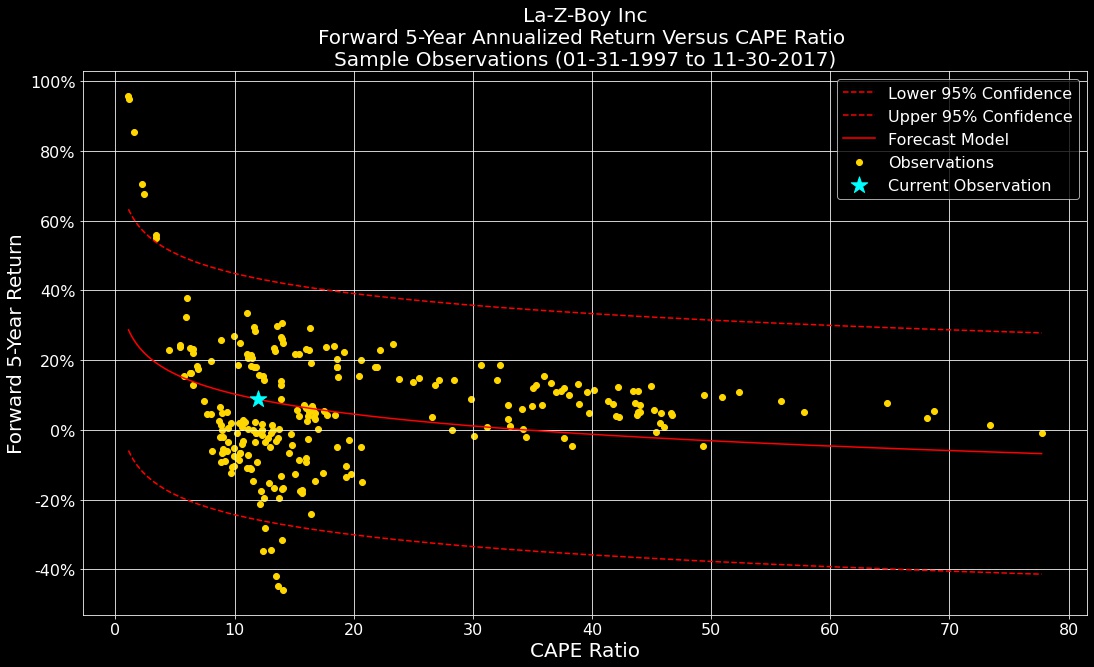 La-Z-Boy Inc
Forward 5-Year Annualized Return Versus CAPE Ratio
Sample Observations (01-31-1997 to 11-30-2017)
Lower 95% Confidence
Upper 95% Confidence
Forecast Model
Observations
Current Observation
Forward 5-Year Return
100%
80%
60%
40%
20%
0%
-20%
-40%
0 10 20 30 40 50 60 70 80
CAPE Ratio